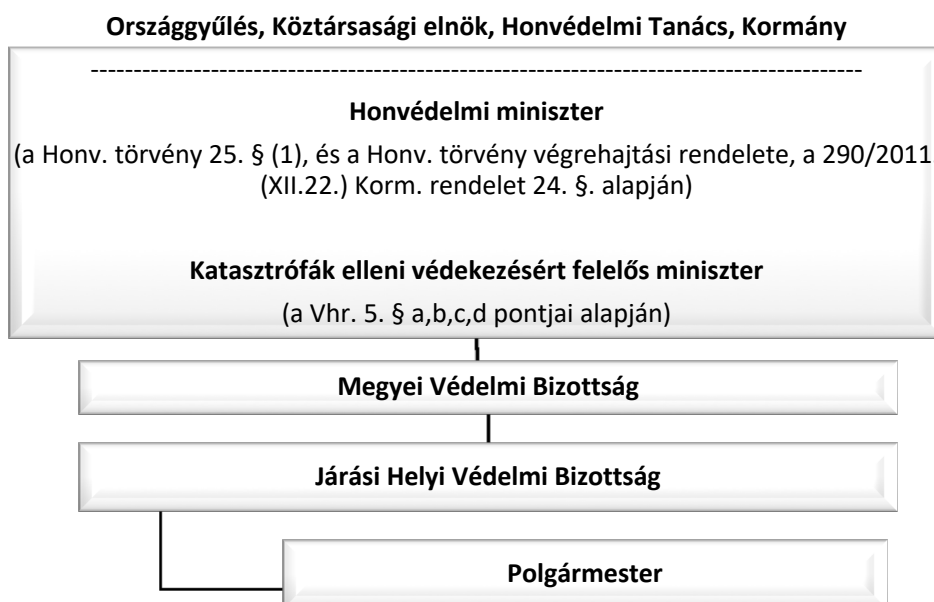 Országgyűlés, Köztársasági elnök, Honvédelmi Tanács, Kormány
------------------------------------------------------------------------------------------
Honvédelmi miniszter
(a Honv. törvény 25. § (1), és a Honv. törvény végrehajtási rendelete, a 290/2011
(XII.22.) Korm. rendelet 24. §. alapján)
Katasztrófák elleni védekezésért felelős miniszter
(a Vhr. 5. § a,b,c,d pontjai alapján)
Megyei Védelmi Bizottság
Járási Helyi Védelmi Bizottság
Polgármester